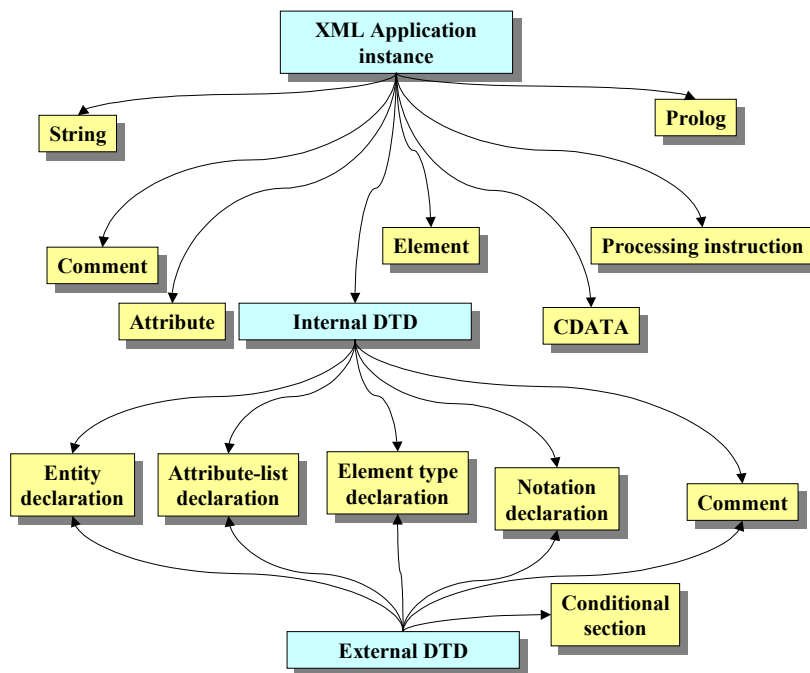 XML Application
instance
String
Prolog
Comment
Element
Processing instruction
Attribute
Internal DTD
CDATA
Entity
declaration
Attribute-list
declaration
Element type
declaration
Notation
declaration
Comment
Conditional
section
External DTD